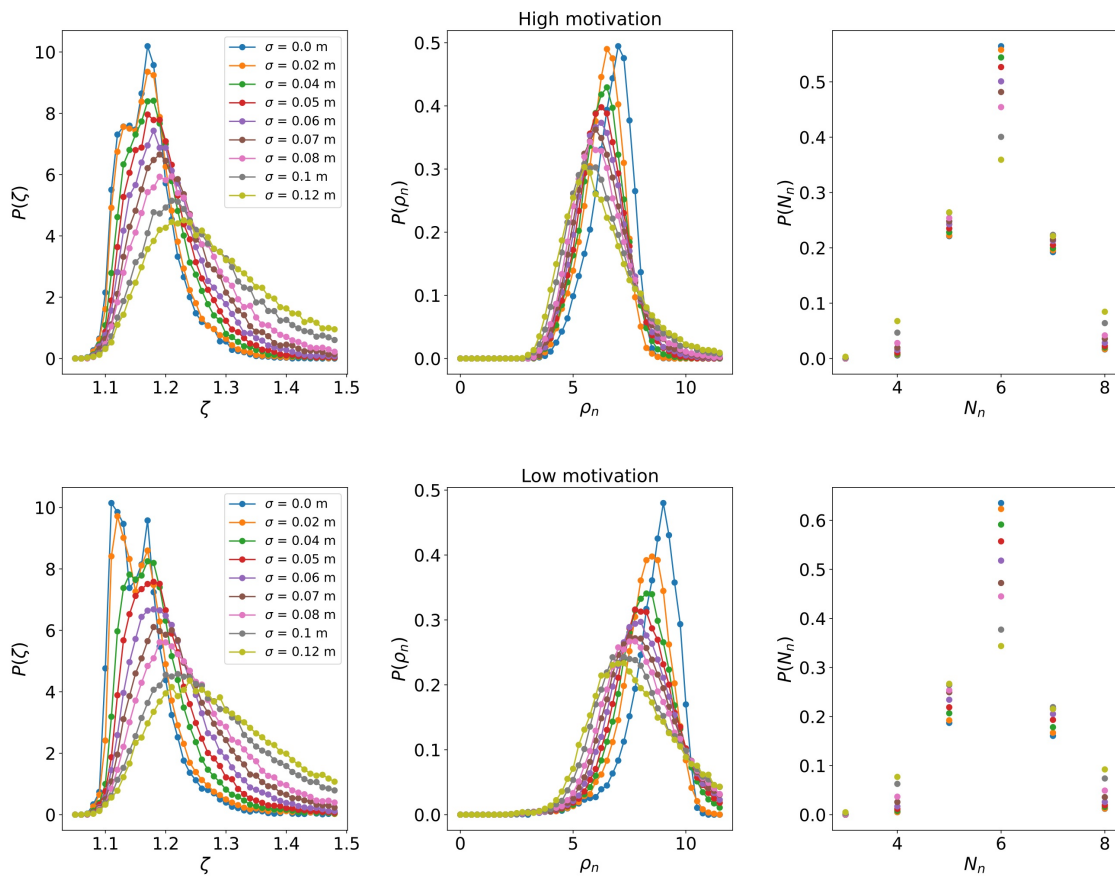 High motivation
P(ζ)
10
8
6
4
2
0
1.1 1.2 1.3 1.4 1.5
ζ
σ = 0.0 m
σ = 0.02 m
σ = 0.04 m
σ = 0.05 m
σ = 0.06 m
σ = 0.07 m
σ = 0.08 m
σ = 0.1 m
σ = 0.12 m
P(ρₙ)
0.5
0.4
0.3
0.2
0.1
0.0
0 5 10
ρₙ
P(Nₙ)
0.5
0.4
0.3
0.2
0.1
0.0
4 6 8
Nₙ
Low motivation
P(ζ)
10
8
6
4
2
0
1.1 1.2 1.3 1.4 1.5
ζ
σ = 0.0 m
σ = 0.02 m
σ = 0.04 m
σ = 0.05 m
σ = 0.06 m
σ = 0.07 m
σ = 0.08 m
σ = 0.1 m
σ = 0.12 m
P(ρₙ)
0.5
0.4
0.3
0.2
0.1
0.0
0 5 10
ρₙ
P(Nₙ)
0.6
0.5
0.4
0.3
0.2
0.1
0.0
4 6 8
Nₙ